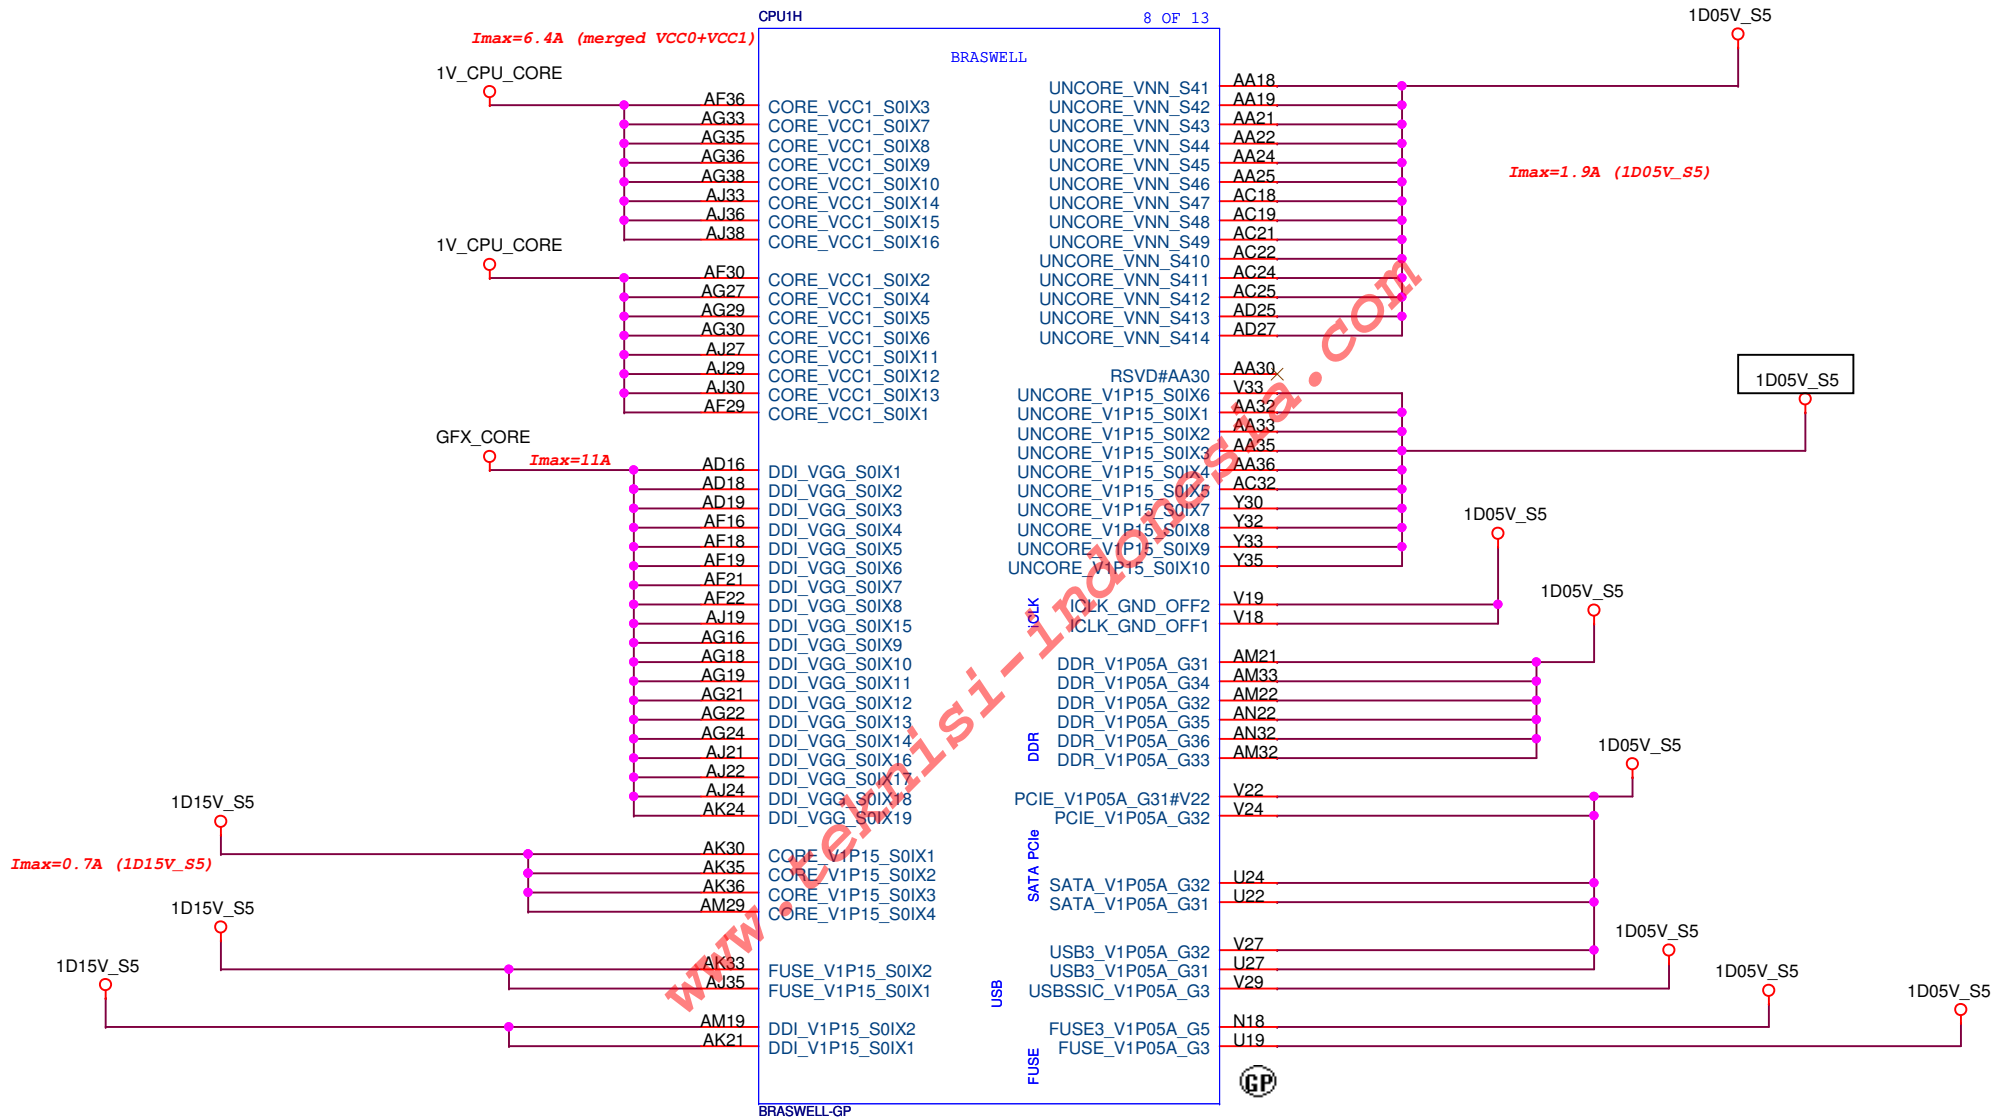 CPU1H
8 OF 13
1D05V_S5
Imax=6.4A (merged VCC0+VCC1)
BRASWELL
1V_CPU_CORE
AF36 CORE_VCC1_S0IX3
AG33 CORE_VCC1_S0IX7
AG35 CORE_VCC1_S0IX8
AG36 CORE_VCC1_S0IX9
AG38 CORE_VCC1_S0IX10
AJ33 CORE_VCC1_S0IX14
AJ36 CORE_VCC1_S0IX15
AJ38 CORE_VCC1_S0IX16
1V_CPU_CORE
AF30 CORE_VCC1_S0IX2
AG27 CORE_VCC1_S0IX4
AG29 CORE_VCC1_S0IX5
AG30 CORE_VCC1_S0IX6
AJ27 CORE_VCC1_S0IX11
AJ29 CORE_VCC1_S0IX12
AJ30 CORE_VCC1_S0IX13
AF29 CORE_VCC1_S0IX1
GFX_CORE
Imax=11A
AD16 DDI_VGG_S0IX1
AD18 DDI_VGG_S0IX2
AD19 DDI_VGG_S0IX3
AF16 DDI_VGG_S0IX4
AF18 DDI_VGG_S0IX5
AF19 DDI_VGG_S0IX6
AF21 DDI_VGG_S0IX7
AF22 DDI_VGG_S0IX8
AJ19 DDI_VGG_S0IX15
AG16 DDI_VGG_S0IX9
AG18 DDI_VGG_S0IX10
AG19 DDI_VGG_S0IX11
AG21 DDI_VGG_S0IX12
AG22 DDI_VGG_S0IX13
AG24 DDI_VGG_S0IX14
AJ21 DDI_VGG_S0IX16
AJ22 DDI_VGG_S0IX17
AJ24 DDI_VGG_S0IX18
AK24 DDI_VGG_S0IX19
1D15V_S5
Imax=0.7A (1D15V_S5)
AK30 CORE_V1P15_S0IX1
AK35 CORE_V1P15_S0IX2
AK36 CORE_V1P15_S0IX3
AM29 CORE_V1P15_S0IX4
1D15V_S5
AK33 FUSE_V1P15_S0IX2
AJ35 FUSE_V1P15_S0IX1
1D15V_S5
AM19 DDI_V1P15_S0IX2
AK21 DDI_V1P15_S0IX1
UNCORE_VNN_S41 AA18
UNCORE_VNN_S42 AA19
UNCORE_VNN_S43 AA21
UNCORE_VNN_S44 AA22
UNCORE_VNN_S45 AA24
UNCORE_VNN_S46 AA25
UNCORE_VNN_S47 AC18
UNCORE_VNN_S48 AC19
UNCORE_VNN_S49 AC21
UNCORE_VNN_S410 AC22
UNCORE_VNN_S411 AC24
UNCORE_VNN_S412 AC25
UNCORE_VNN_S413 AD25
UNCORE_VNN_S414 AD27
Imax=1.9A (1D05V_S5)
RSVD#AA30 AA30
1D05V_S5
UNCORE_V1P15_S0IX6 V33
UNCORE_V1P15_S0IX1 AA32
UNCORE_V1P15_S0IX2 AA33
UNCORE_V1P15_S0IX3 AA35
UNCORE_V1P15_S0IX4 AA36
UNCORE_V1P15_S0IX5 AC32
UNCORE_V1P15_S0IX7 Y30
UNCORE_V1P15_S0IX8 Y32
UNCORE_V1P15_S0IX9 Y33
UNCORE_V1P15_S0IX10 Y35
1D05V_S5
iCLK
ICLK_GND_OFF2 V19
ICLK_GND_OFF1 V18
1D05V_S5
DDR
DDR_V1P05A_G31 AM21
DDR_V1P05A_G34 AM33
DDR_V1P05A_G32 AM22
DDR_V1P05A_G35 AN22
DDR_V1P05A_G36 AN32
DDR_V1P05A_G33 AM32
1D05V_S5
SATA PCIe
PCIE_V1P05A_G31#V22 V22
PCIE_V1P05A_G32 V24
SATA_V1P05A_G32 U24
SATA_V1P05A_G31 U22
USB
USB3_V1P05A_G32 V27
USB3_V1P05A_G31 U27
USBSSIC_V1P05A_G3 V29
1D05V_S5
1D05V_S5
1D05V_S5
FUSE
FUSE3_V1P05A_G5 N18
FUSE_V1P05A_G3 U19
GP
BRASWELL-GP
www.teknisi-indonesia.com